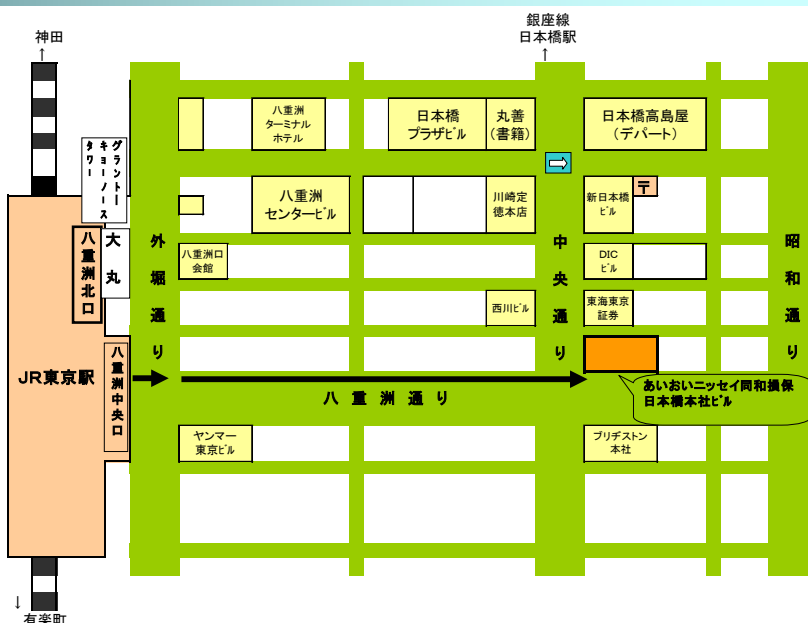 神田
↑
銀座線
日本橋駅
↑
八重洲
ターミナル
ホテル
日本橋
プラザビル
丸善
(書籍)
日本橋高島屋
(デパート)
グラントー
キョーノース
タワー
八重洲
センタービル
川崎定
徳本店
新日本橋
ビル
〒
八重洲北口
大丸
外堀通り
八重洲口
会館
中央通り
DIC
ビル
昭和通り
西川ビル
東海東京
証券
JR東京駅
八重洲中央口
八重洲通り
あいおいニッセイ同和損保
日本橋本社ビル
ヤンマー
東京ビル
ブリヂストン
本社
↓
有楽町